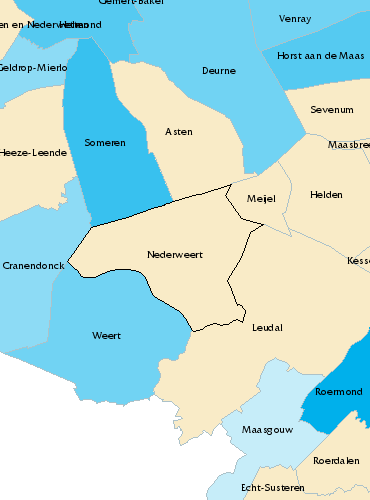 Gemert-Bakel
Venray
en en Nederwetten
Helmond
Horst aan de Maas
Geldrop-Mierlo
Deurne
Sevenum
Asten
Someren
Maasbree
Heeze-Leende
Meijel
Helden
Nederweert
Kesse
Cranendonck
Leudal
Weert
Roermond
Maasgouw
Roerdalen
Echt-Susteren